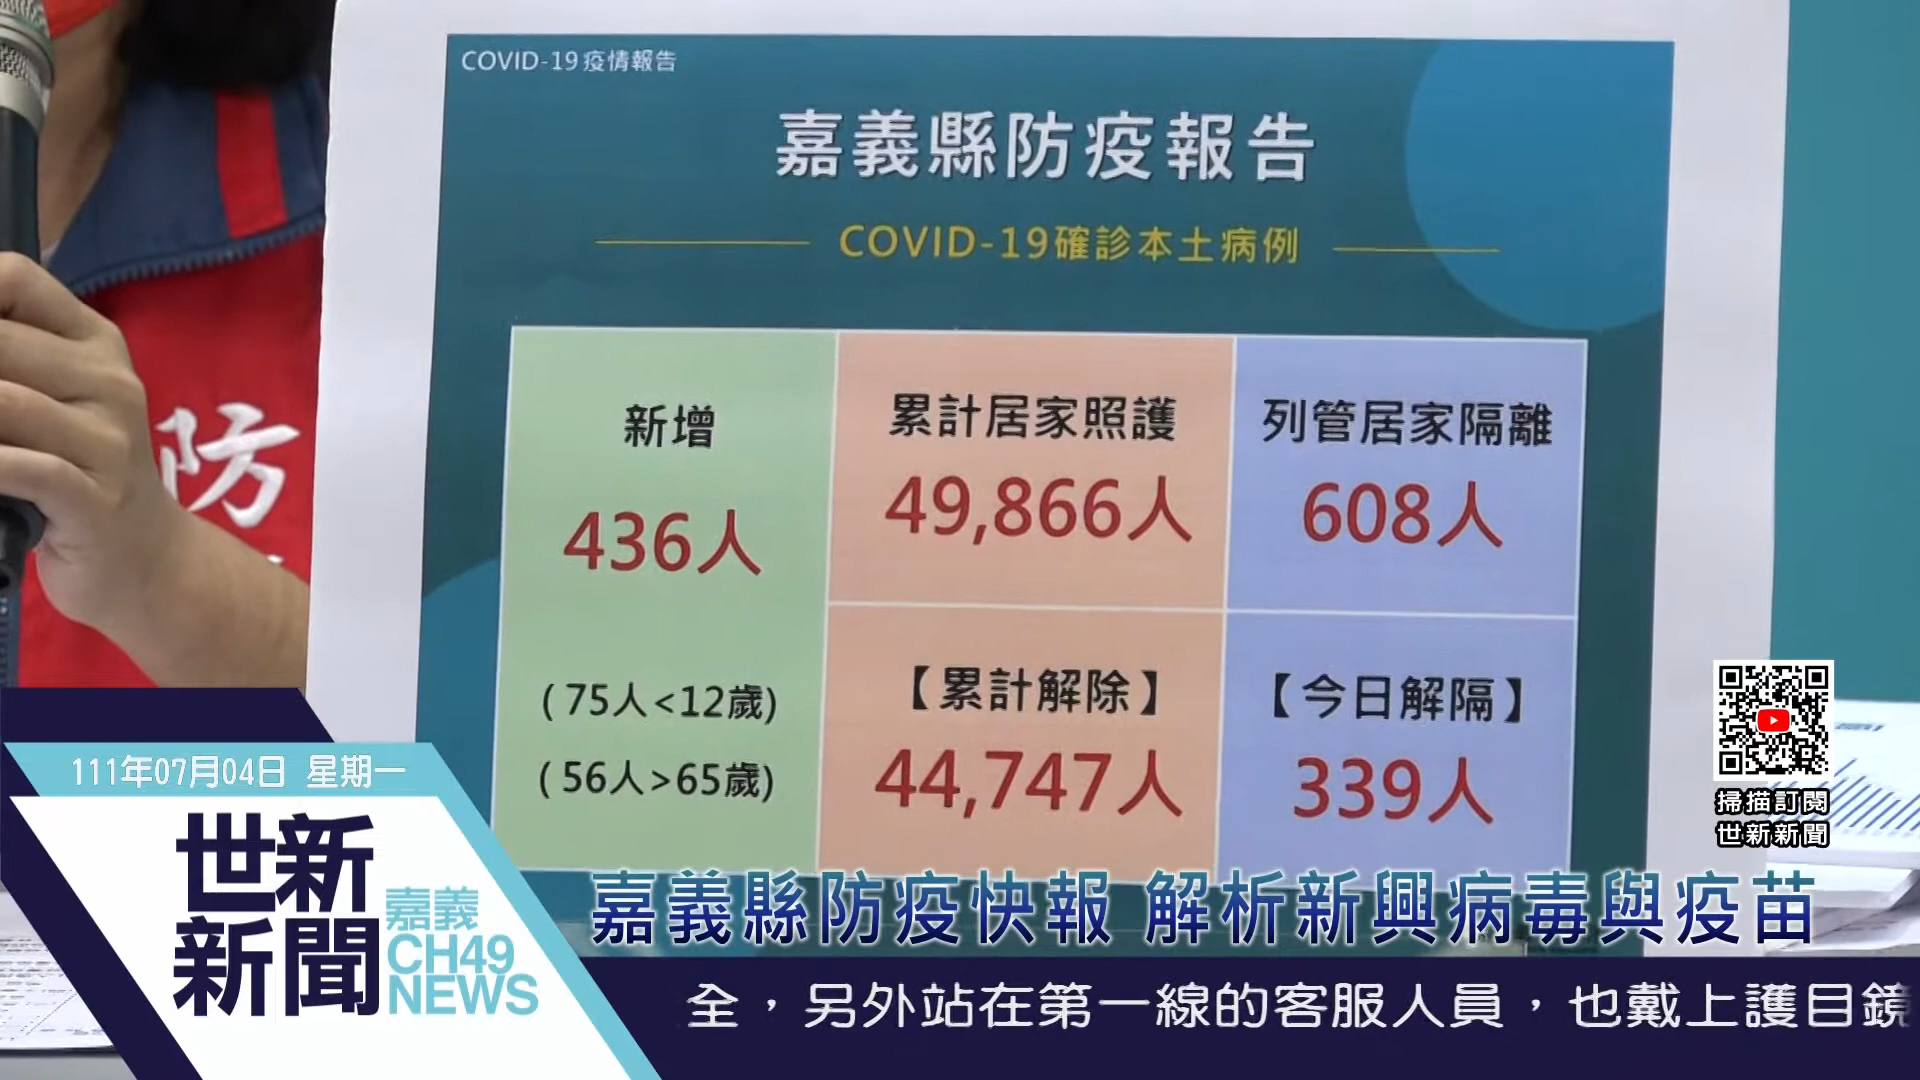 COVID-19疫情報告
嘉義縣防疫報告
COVID-19確診本土病例
新增
436人
(75人<12歲)
(56人>65歲)
累計居家照護
49,866人
【累計解除】
44,747人
列管居家隔離
608人
【今日解隔】
339人
防
掃描訂閱
世新新聞
111年07月04日 星期一
世新
新聞
嘉義
CH49
NEWS
嘉義縣防疫快報 解析新興病毒與疫苗
全，另外站在第一線的客服人員，也戴上護目鏡